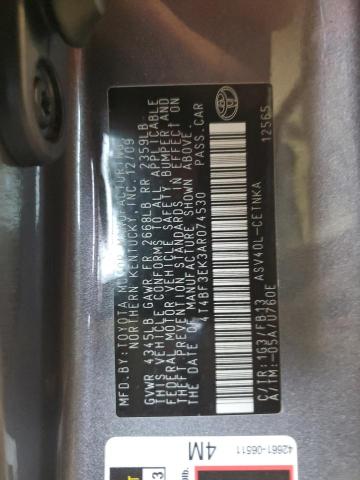 MFD. BY: TOYOTA MOTOR MANUFACTURING,
NORTHERN KENTUCKY, INC. 12/09
GVWR 4345LB GAWR FR 2668LB RR 2359LB
THIS VEHICLE CONFORMS TO ALL APPLICABLE
FEDERAL MOTOR VEHICLE SAFETY BUMPER, AND
THEFT PREVENTION STANDARDS IN EFFECT ON
THE DATE OF MANUFACTURE SHOWN ABOVE.
4T4BF3EK3AR074530 PASS.CAR
C/TR:1G3/FB13 ASV40L-CETNKA
A/TM:-05A/U760E 12565
42661-06511
4M